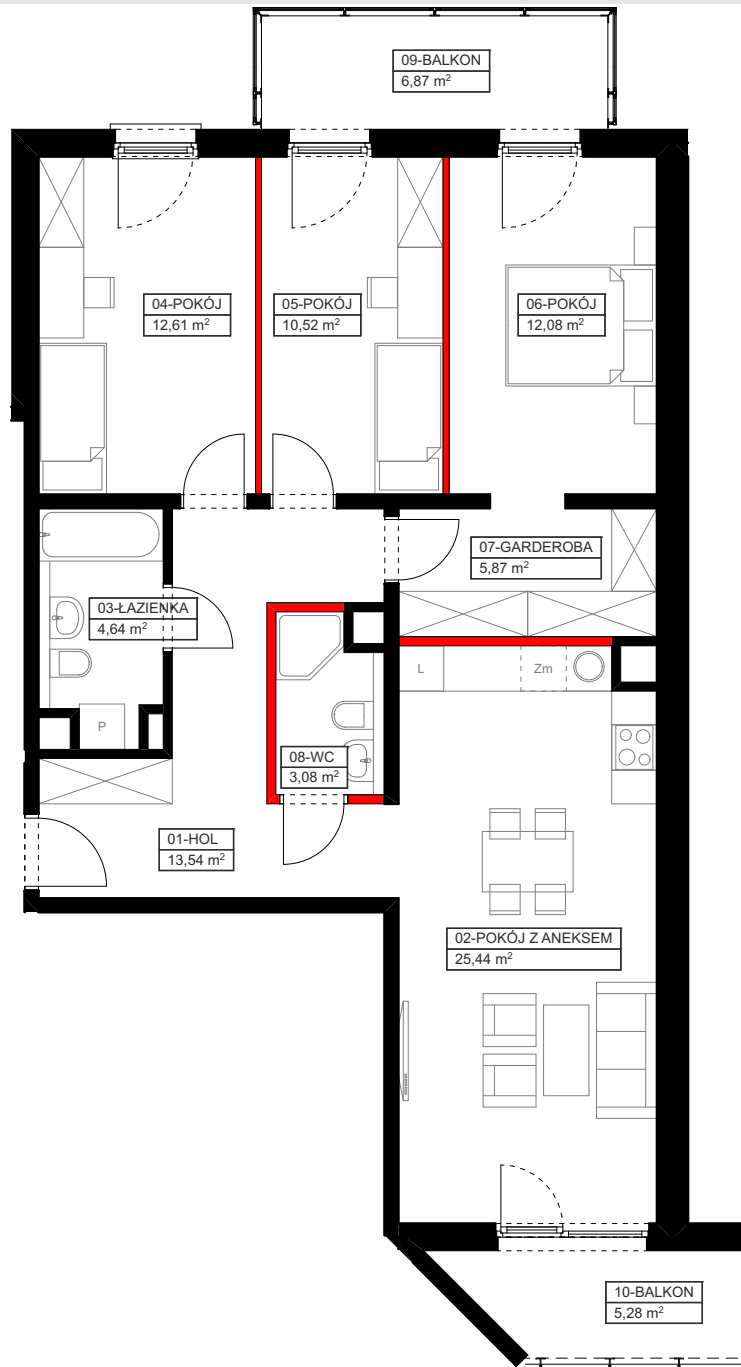 09-BALKON
6,87 m²
04-POKÓJ
12,61 m²
05-POKÓJ
10,52 m²
06-POKÓJ
12,08 m²
07-GARDEROBA
5,87 m²
03-ŁAZIENKA
4,64 m²
L
Zm
P
08-WC
3,08 m²
01-HOL
13,54 m²
02-POKÓJ Z ANEKSEM
25,44 m²
10-BALKON
5,28 m²